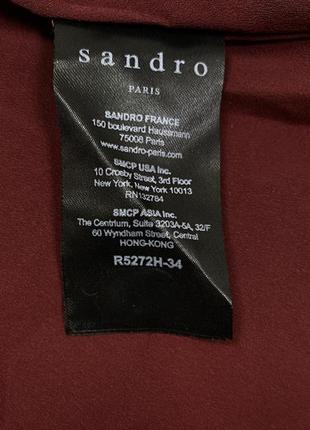 sandro
PARIS
SANDRO FRANCE
150 boulevard Haussmann
75008 Paris
www.sandro-paris.com
SMCP USA Inc.
10 Crosby Street, 3rd Floor
New York, New York 10013
RN132784
SMCP ASIA Inc.
The Centrium, Suite 3203A-5A, 32/F
60 Wyndham Street, Central
HONG-KONG
R5272H-34